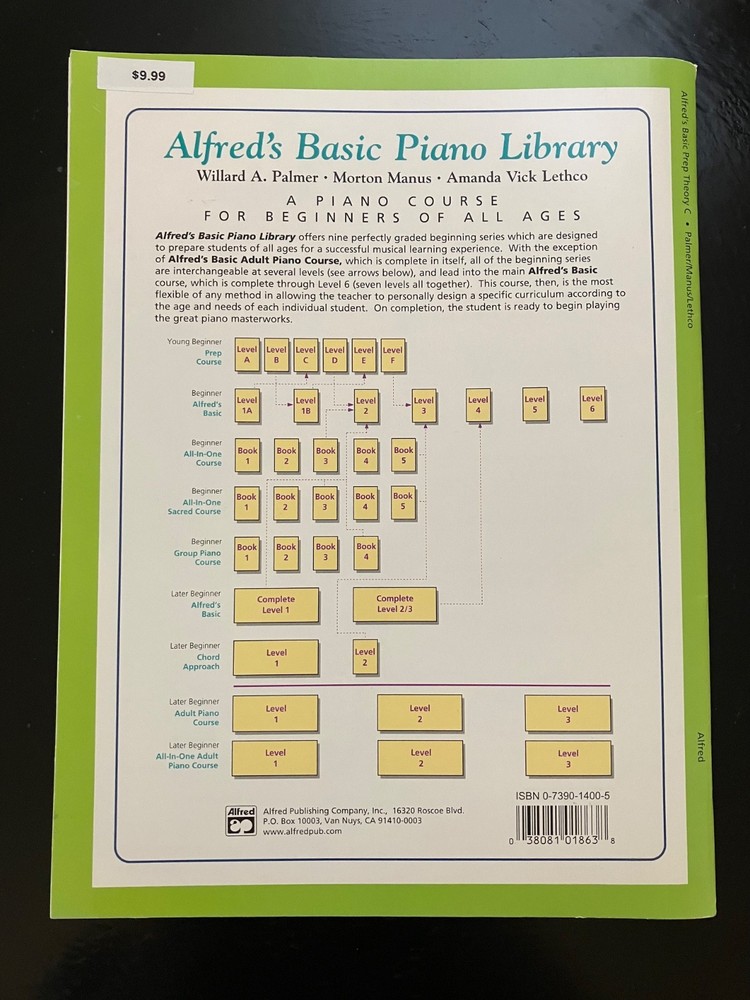 $9.99
Alfred's Basic Piano Library
Willard A. Palmer • Morton Manus • Amanda Vick Lethco
A PIANO COURSE
FOR BEGINNERS OF ALL AGES
Alfred's Basic Piano Library offers nine perfectly graded beginning series which are designed
to prepare students of all ages for a successful musical learning experience. With the exception
of Alfred's Basic Adult Piano Course, which is complete in itself, all of the beginning series
are interchangeable at several levels (see arrows below), and lead into the main Alfred's Basic
course, which is complete through Level 6 (seven levels all together). This course, then, is the most
flexible of any method in allowing the teacher to personally design a specific curriculum according to
the age and needs of each individual student. On completion, the student is ready to begin playing
the great piano masterworks.
Young Beginner
Prep
Course
Level
A
Level
B
Level
C
Level
D
Level
E
Level
F
Beginner
Alfred's
Basic
Level
1A
Level
1B
Level
2
Level
3
Level
4
Level
5
Level
6
Beginner
All-In-One
Course
Book
1
Book
2
Book
3
Book
4
Book
5
Beginner
All-In-One
Sacred Course
Book
1
Book
2
Book
3
Book
4
Book
5
Beginner
Group Piano
Course
Book
1
Book
2
Book
3
Book
4
Later Beginner
Alfred's
Basic
Complete
Level 1
Complete
Level 2/3
Later Beginner
Chord
Approach
Level
1
Level
2
Later Beginner
Adult Piano
Course
Level
1
Level
2
Level
3
Later Beginner
All-In-One Adult
Piano Course
Level
1
Level
2
Level
3
ISBN 0-7390-1400-5
0 38081 01863 8
Alfred
Alfred Publishing Company, Inc., 16320 Roscoe Blvd.
P.O. Box 10003, Van Nuys, CA 91410-0003
www.alfredpub.com
Alfred's Basic Prep Theory C • Palmer/Manus/Lethco
Alfred